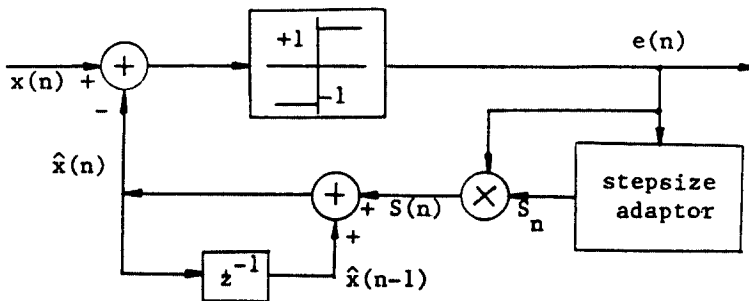 +1
-1
e(n)
x(n) +
+
-
x̂(n)
+
+
S(n)
×
S_n
stepsize
adaptor
+
z^-1
x̂(n-1)